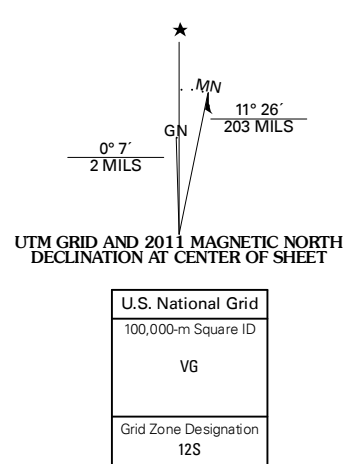 ★
MN
GN
11° 26´
203 MILS
0° 7´
2 MILS
UTM GRID AND 2011 MAGNETIC NORTH
DECLINATION AT CENTER OF SHEET
U.S. National Grid
100,000-m Square ID
VG
Grid Zone Designation
12S